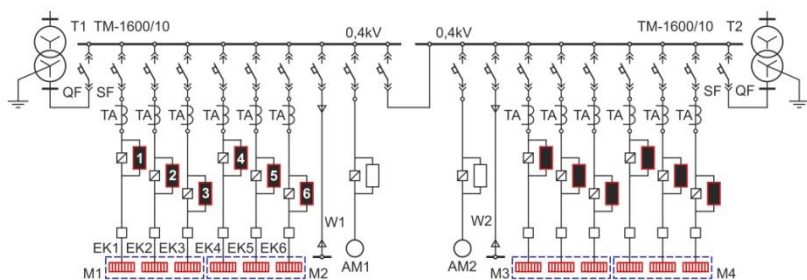 T1 TM-1600/10 0,4kV 0,4kV TM-1600/10 T2
QF SF SF QF
TA TA TA TA TA TA TA TA TA TA TA TA
1 2 3 4 5 6
W1 W2
EK1 EK2 EK3 EK4 EK5 EK6
M1 M2 AM1 AM2 M3 M4